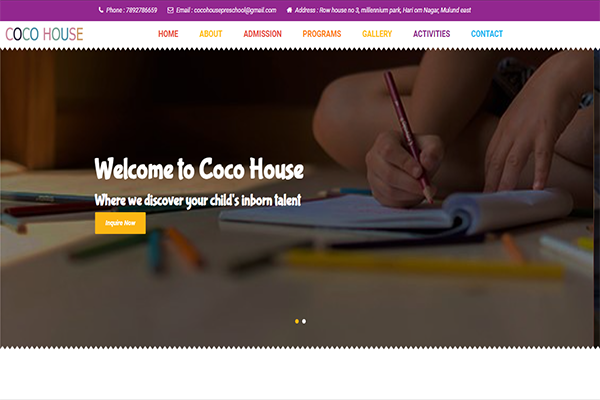 Phone : 7892786659 Email : cocohousepreschool@gmail.com Address : Row house no 3, millennium park, Hari om Nagar, Mulund east
COCO HOUSE HOME ABOUT ADMISSION PROGRAMS GALLERY ACTIVITIES CONTACT
Welcome to Coco House
Where we discover your child's inborn talent
Inquire Now